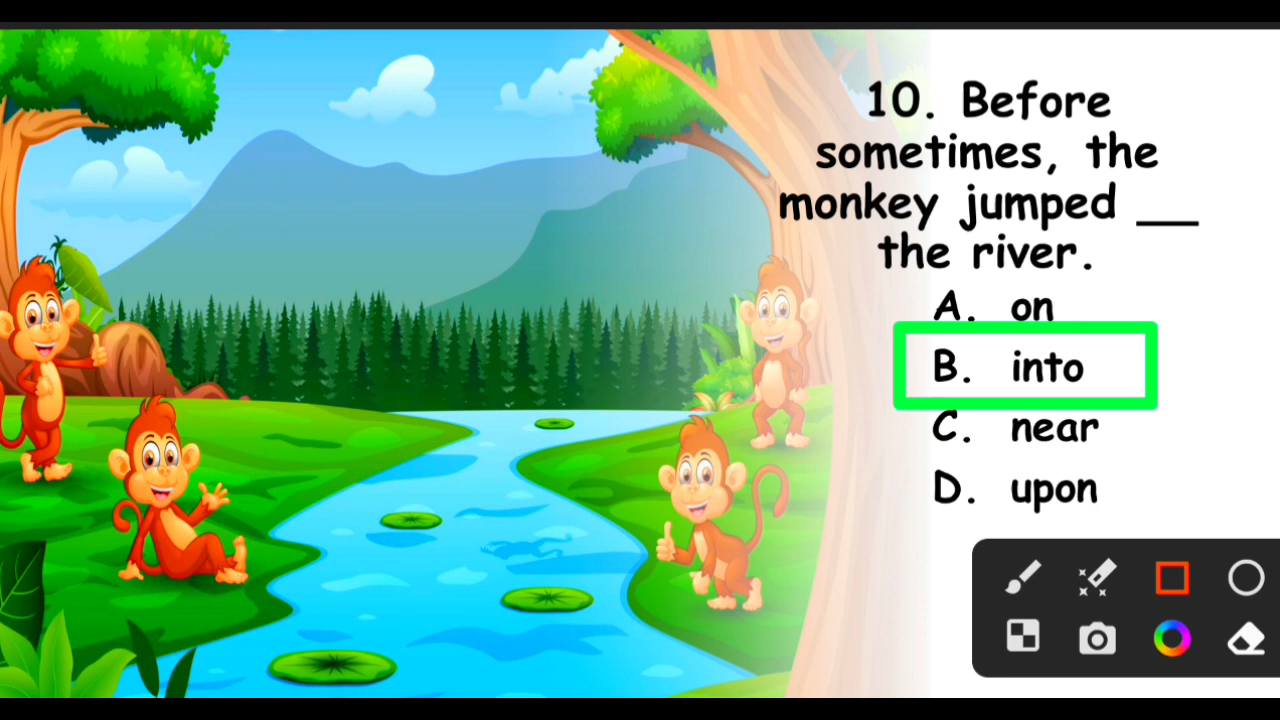 10. Before
sometimes, the
monkey jumped __
the river.
A. on
B. into
C. near
D. upon